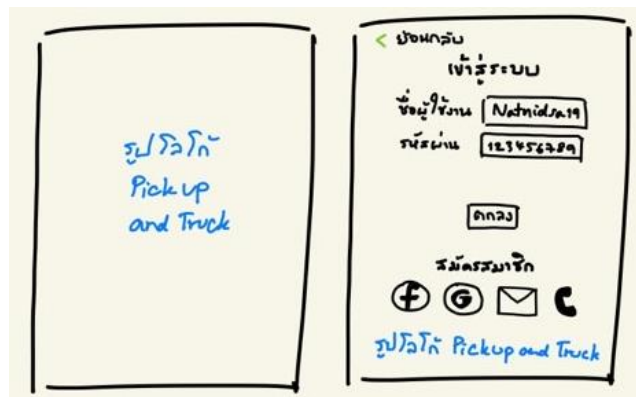 รูปโลโก้
Pick up
and Truck
< ย้อนกลับ
เข้าสู่ระบบ
ชื่อผู้ใช้งาน Natnidsa19
รหัสผ่าน 123456789
ตกลง
สมัครสมาชิก
f G
รูปโลโก้ Pickup and Truck